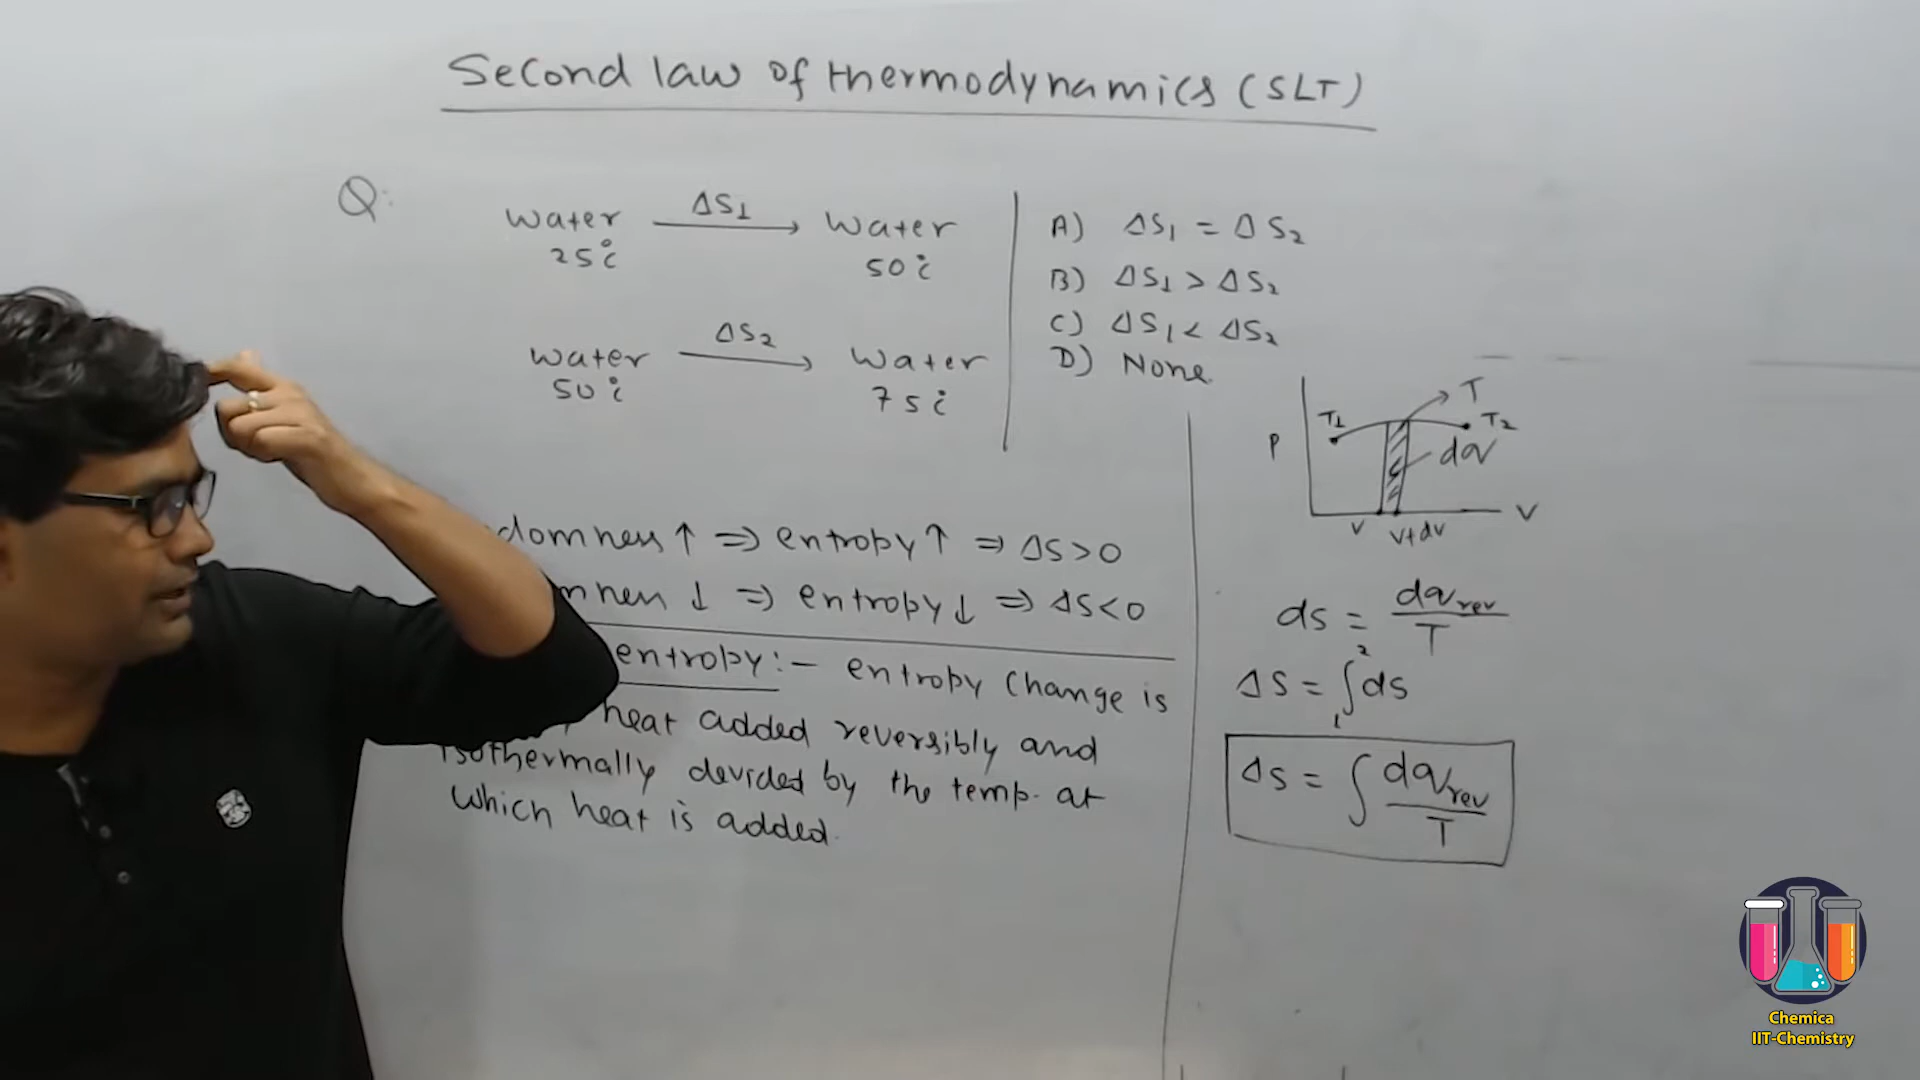 Second law of thermodynamics (SLT)
Q:
Water ΔS1 → Water
25°C 50°C
Water ΔS2 → Water
50°C 75°C
A) ΔS1 = ΔS2
B) ΔS1 > ΔS2
C) ΔS1 < ΔS2
D) None
domness ↑ ⇒ entropy ↑ ⇒ ΔS>0
mnen ↓ ⇒ entropy ↓ ⇒ ΔS<0
entropy:- entropy change is
heat added reversibly and
isothermally devided by the temp. at
which heat is added.
T
T1 T2
P dq
V
V V+dV
ds = dqrev / T
ΔS = ∫₁² ds
ΔS = ∫ dqrev / T
Chemica
IIT-Chemistry